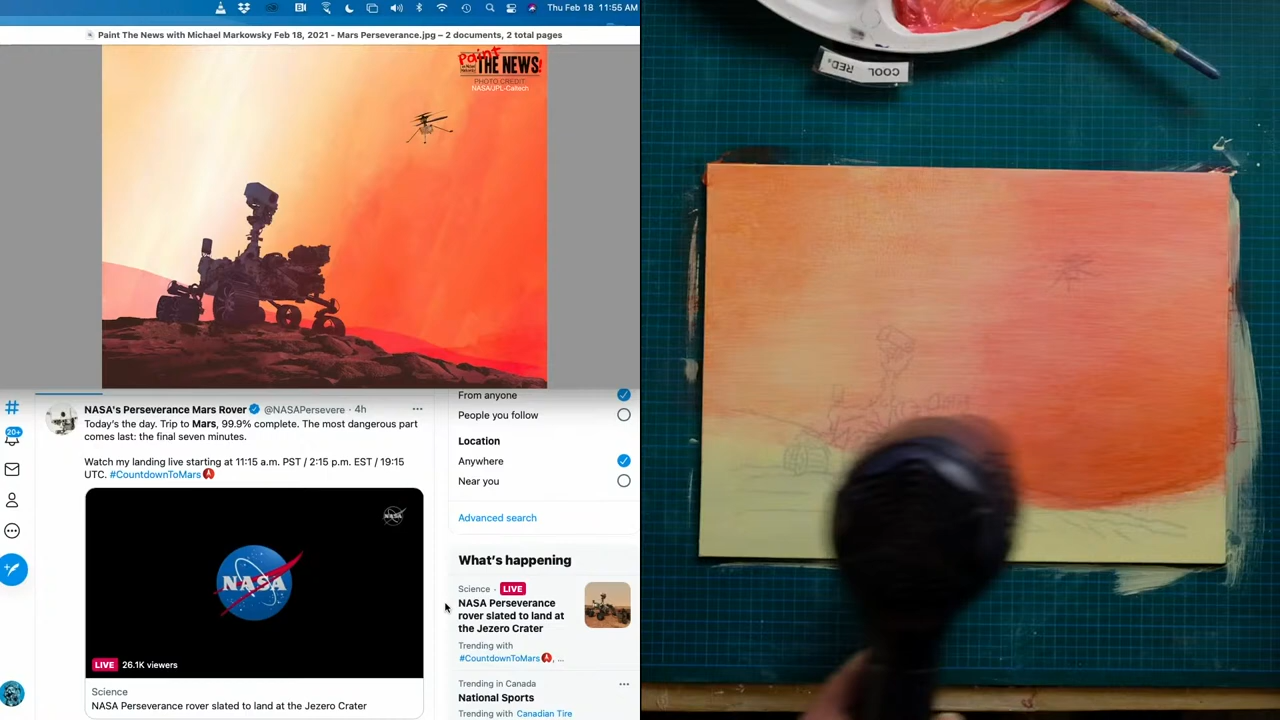 Thu Feb 18 11:55 AM
Paint The News with Michael Markowsky Feb 18, 2021 - Mars Perseverance.jpg – 2 documents, 2 total pages
Paint
THE NEWS!
PHOTO CREDIT
NASA/JPL-Caltech
COOL
RED.
NASA's Perseverance Mars Rover @NASAPersevere · 4h
Today's the day. Trip to Mars, 99.9% complete. The most dangerous part
comes last: the final seven minutes.
Watch my landing live starting at 11:15 a.m. PST / 2:15 p.m. EST / 19:15
UTC. #CountdownToMars
20+
NASA
NASA
LIVE 26.1K viewers
Science
NASA Perseverance rover slated to land at the Jezero Crater
From anyone
People you follow
Location
Anywhere
Near you
Advanced search
What's happening
Science · LIVE
NASA Perseverance
rover slated to land at
the Jezero Crater
Trending with
#CountdownToMars, ...
Trending in Canada
National Sports
Trending with Canadian Tire